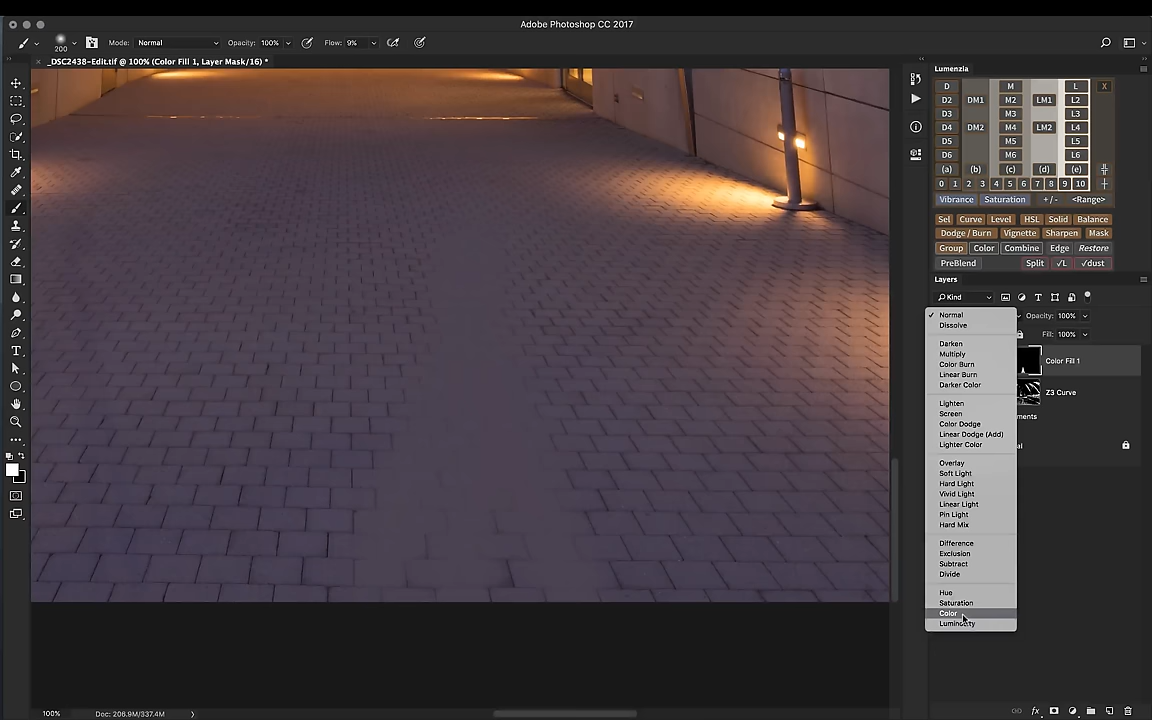 Adobe Photoshop CC 2017
200 Mode: Normal Opacity: 100% Flow: 9%
_DSC2438-Edit.tif @ 100% (Color Fill 1, Layer Mask/16) *
Lumenzia
D M L X
D2 DM1 M2 LM1 L2
D3 M3 L3
D4 DM2 M4 LM2 L4
D5 M5 L5
D6 M6 L6
(a) (b) (c) (d) (e)
0 1 2 3 4 5 6 7 8 9 10
Vibrance Saturation +/- <Range>
Sel Curve Level HSL Solid Balance
Dodge / Burn Vignette Sharpen Mask
Group Color Combine Edge Restore
PreBlend Split √L √dust
Layers
Kind
✓ Normal Opacity: 100%
Dissolve
Fill: 100%
Darken
Multiply
Color Burn
Linear Burn
Darker Color
Color Fill 1
Z3 Curve
Lighten
Screen
ments
Color Dodge
Linear Dodge (Add)
Lighter Color
al
Overlay
Soft Light
Hard Light
Vivid Light
Linear Light
Pin Light
Hard Mix
Difference
Exclusion
Subtract
Divide
Hue
Saturation
Color
Luminosity
100% Doc: 206.9M/337.4M
fx